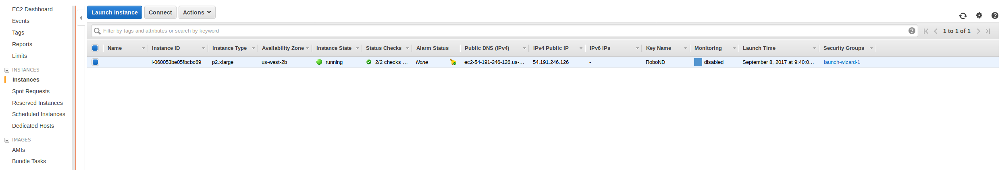 EC2 Dashboard
Events
Tags
Reports
Limits
INSTANCES
Instances
Spot Requests
Reserved Instances
Scheduled Instances
Dedicated Hosts
IMAGES
AMIs
Bundle Tasks
Launch Instance Connect Actions
Filter by tags and attributes or search by keyword 1 to 1 of 1
Name Instance ID Instance Type Availability Zone Instance State Status Checks Alarm Status Public DNS (IPv4) IPv4 Public IP IPv6 IPs Key Name Monitoring Launch Time Security Groups
i-060053be05fbcbc69 p2.xlarge us-west-2b running 2/2 checks ... None ec2-54-191-246-126.us-... 54.191.246.126 - RoboND disabled September 8, 2017 at 9:40:0... launch-wizard-1